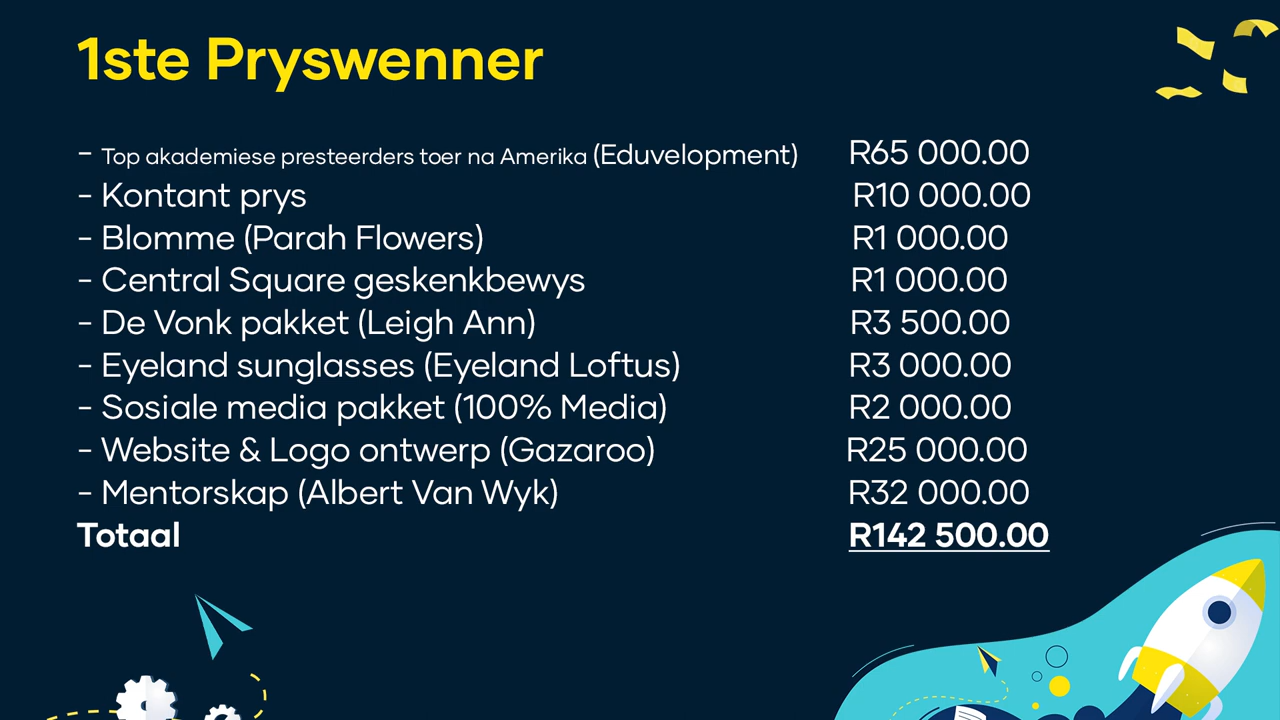 1ste Pryswenner
- Top akademiese presteerders toer na Amerika (Eduvelopment) R65 000.00
- Kontant prys R10 000.00
- Blomme (Parah Flowers) R1 000.00
- Central Square geskenkbewys R1 000.00
- De Vonk pakket (Leigh Ann) R3 500.00
- Eyeland sunglasses (Eyeland Loftus) R3 000.00
- Sosiale media pakket (100% Media) R2 000.00
- Website & Logo ontwerp (Gazaroo) R25 000.00
- Mentorskap (Albert Van Wyk) R32 000.00
Totaal R142 500.00